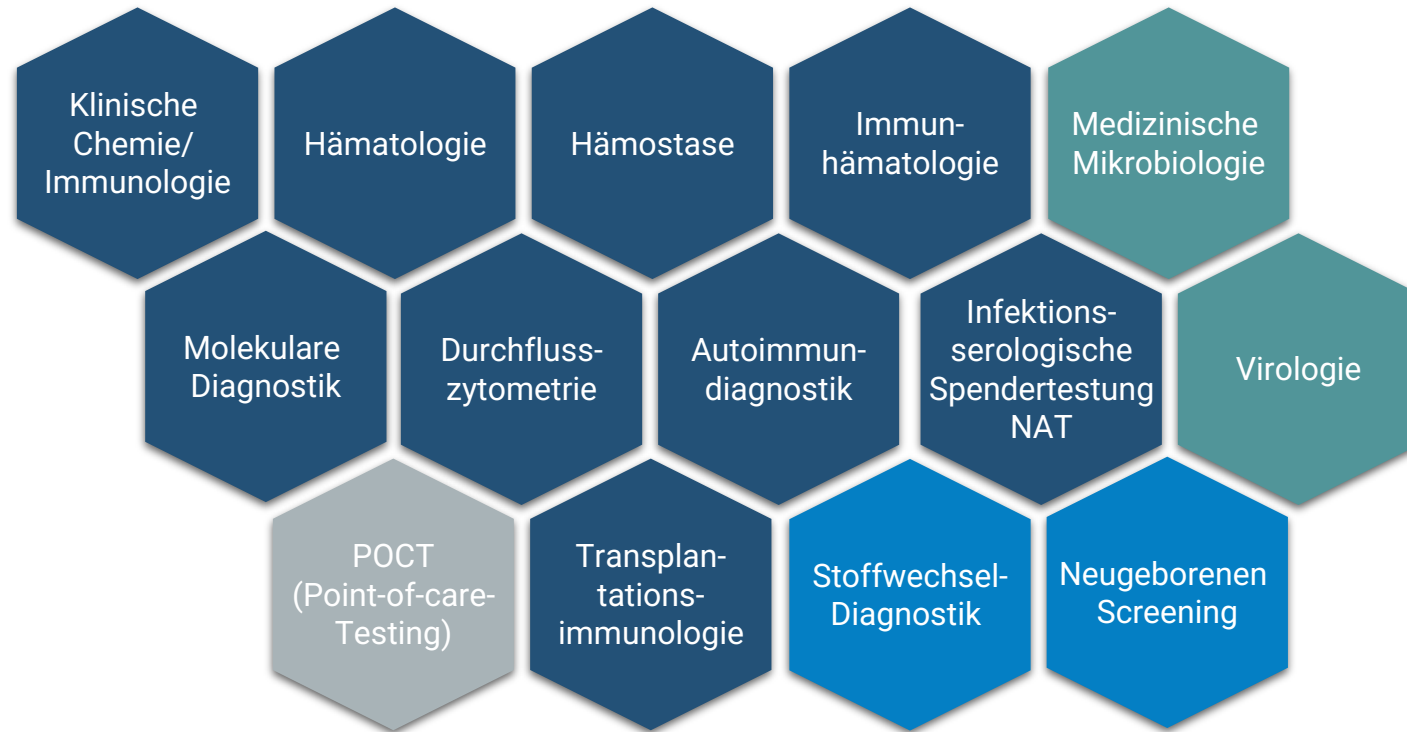 Klinische
Chemie/
Immunologie
Hämatologie
Hämostase
Immun-
hämatologie
Medizinische
Mikrobiologie
Molekulare
Diagnostik
Durchfluss-
zytometrie
Autoimmun-
diagnostik
Infektions-
serologische
Spendertestung
NAT
Virologie
POCT
(Point-of-care-
Testing)
Transplan-
tations-
immunologie
Stoffwechsel-
Diagnostik
Neugeborenen
Screening